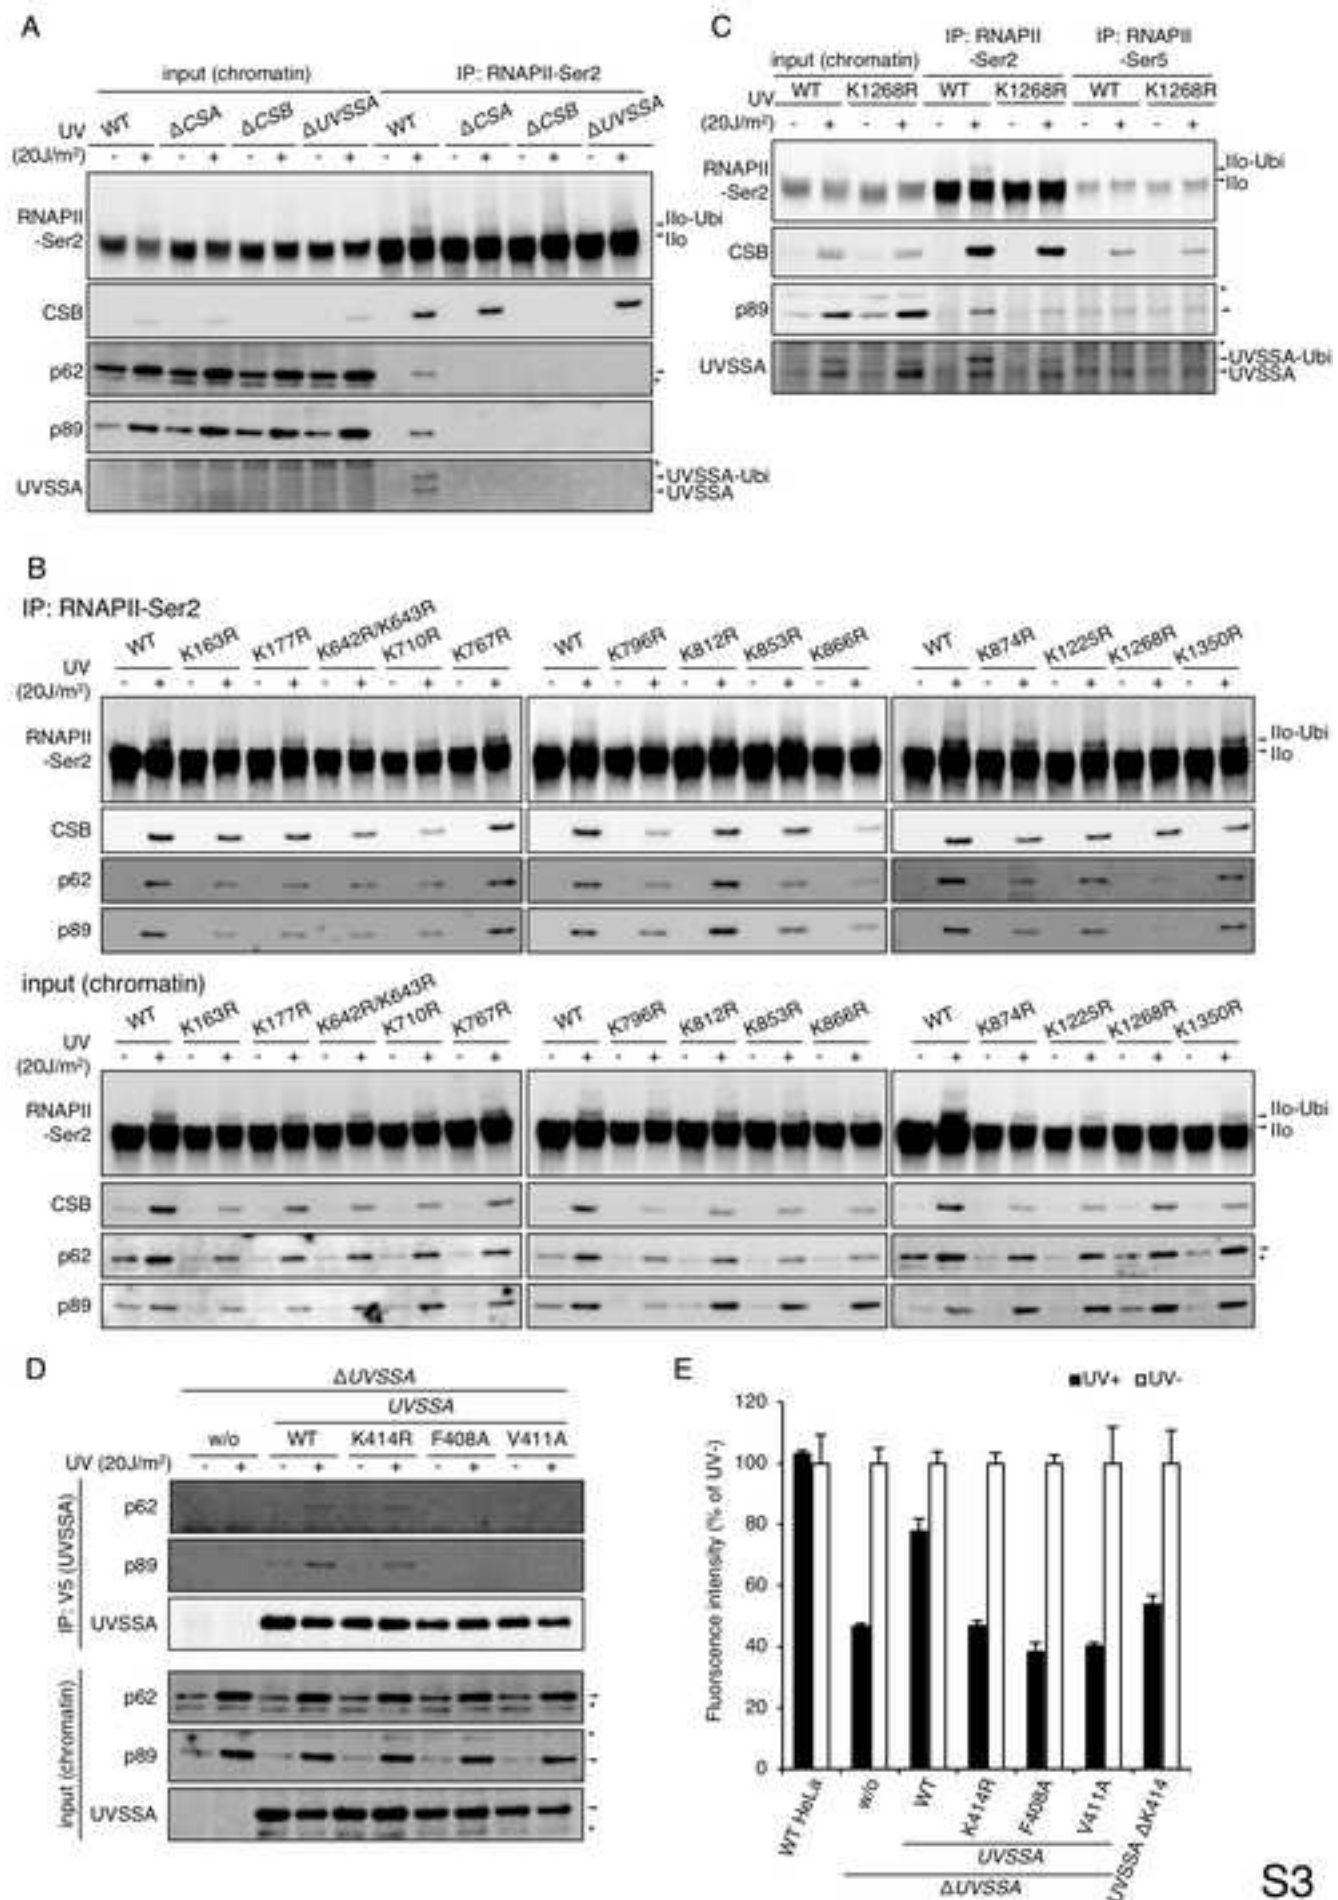 A
input (chromatin) IP: RNAPII-Ser2
UV WT ΔCSA ΔCSB ΔUVSSA WT ΔCSA ΔCSB ΔUVSSA
(20J/m²) - + - + - + - + - + - + - + - +
RNAPII
-Ser2
IIo-Ubi
IIo
CSB
p62
*
p89
UVSSA
*
UVSSA-Ubi
UVSSA
C
input (chromatin) IP: RNAPII
-Ser2 IP: RNAPII
-Ser5
UV WT K1268R WT K1268R WT K1268R
(20J/m²) - + - + - + - + - + - +
RNAPII
-Ser2
IIo-Ubi
IIo
CSB
p89
*
UVSSA
*
UVSSA-Ubi
UVSSA
B
IP: RNAPII-Ser2
UV WT K163R K177R K642R/K643R K710R K767R WT K796R K812R K853R K866R WT K874R K1225R K1268R K1350R
(20J/m²) - + - + - + - + - + - + - + - + - + - + - + - + - + - + - + - +
RNAPII
-Ser2
IIo-Ubi
IIo
CSB
p62
p89
input (chromatin)
UV WT K163R K177R K642R/K643R K710R K767R WT K796R K812R K853R K866R WT K874R K1225R K1268R K1350R
(20J/m²) - + - + - + - + - + - + - + - + - + - + - + - + - + - + - + - +
RNAPII
-Ser2
IIo-Ubi
IIo
CSB
p62
*
p89
D
ΔUVSSA
UVSSA
w/o WT K414R F408A V411A
UV (20J/m²) - + - + - + - + - +
IP: V5 (UVSSA)
p62
p89
UVSSA
input (chromatin)
p62
*
p89
*
UVSSA
*
E
UV+ UV-
Fluorscence intensity (% of UV-)
120
100
80
60
40
20
0
WT HeLa w/o WT K414R F408A V411A UVSSA ΔK414
UVSSA
ΔUVSSA
S3